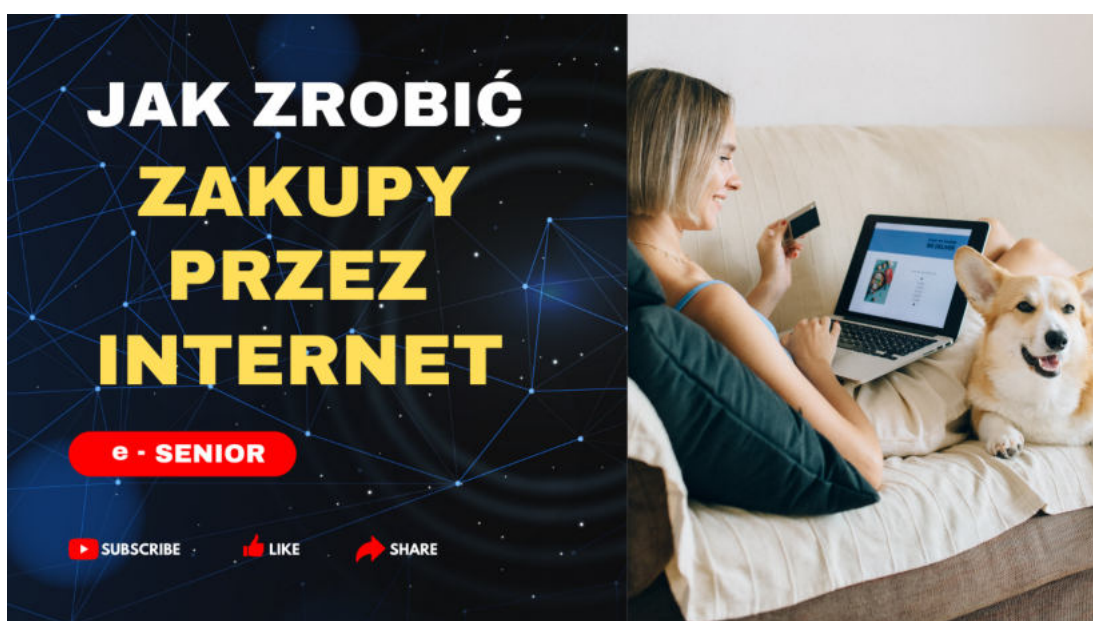 JAK ZROBIĆ
ZAKUPY
PRZEZ
INTERNET
e - SENIOR
SUBSCRIBE
LIKE
SHARE